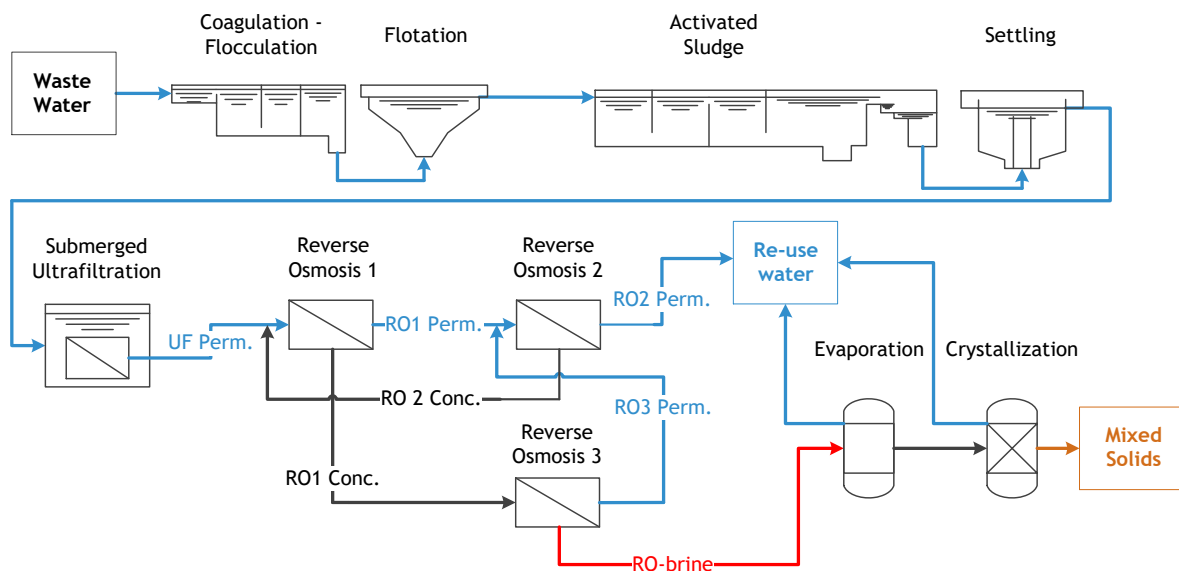 Coagulation -
Flocculation
Flotation
Activated
Sludge
Settling
Waste
Water
Submerged
Ultrafiltration
Reverse
Osmosis 1
Reverse
Osmosis 2
Re-use
water
UF Perm.
RO1 Perm.
RO2 Perm.
Evaporation
Crystallization
RO 2 Conc.
RO3 Perm.
Reverse
Osmosis 3
RO1 Conc.
Mixed
Solids
RO-brine